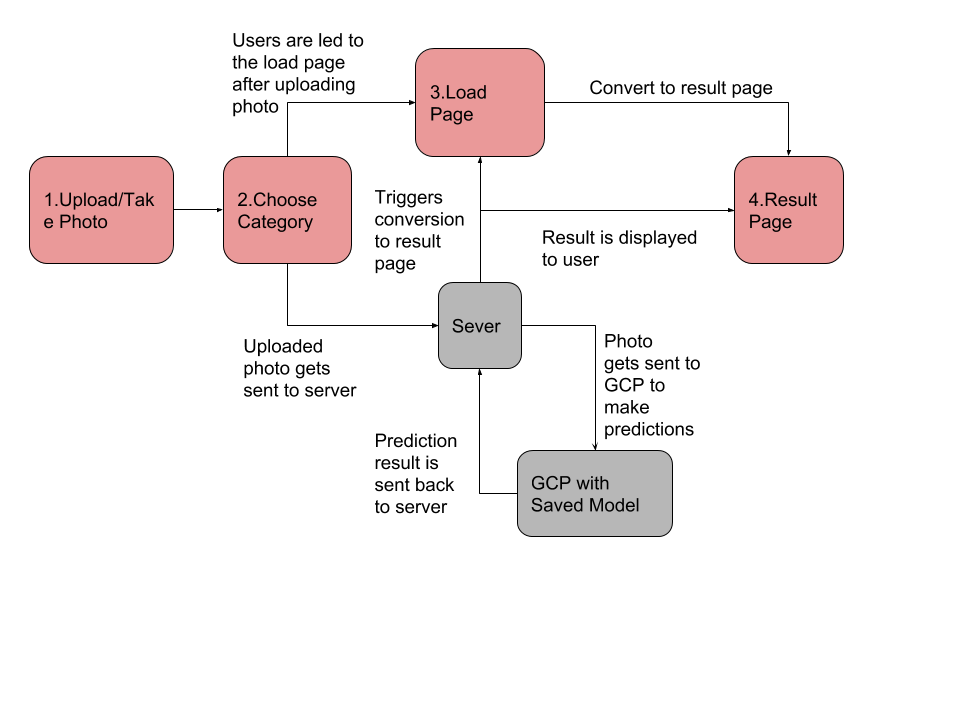 Users are led to
the load page
after uploading
photo
3.Load
Page
Convert to result page
1.Upload/Tak
e Photo
2.Choose
Category
Triggers
conversion
to result
page
4.Result
Page
Result is displayed
to user
Sever
Uploaded
photo gets
sent to server
Photo
gets sent to
GCP to
make
predictions
Prediction
result is
sent back
to server
GCP with
Saved Model